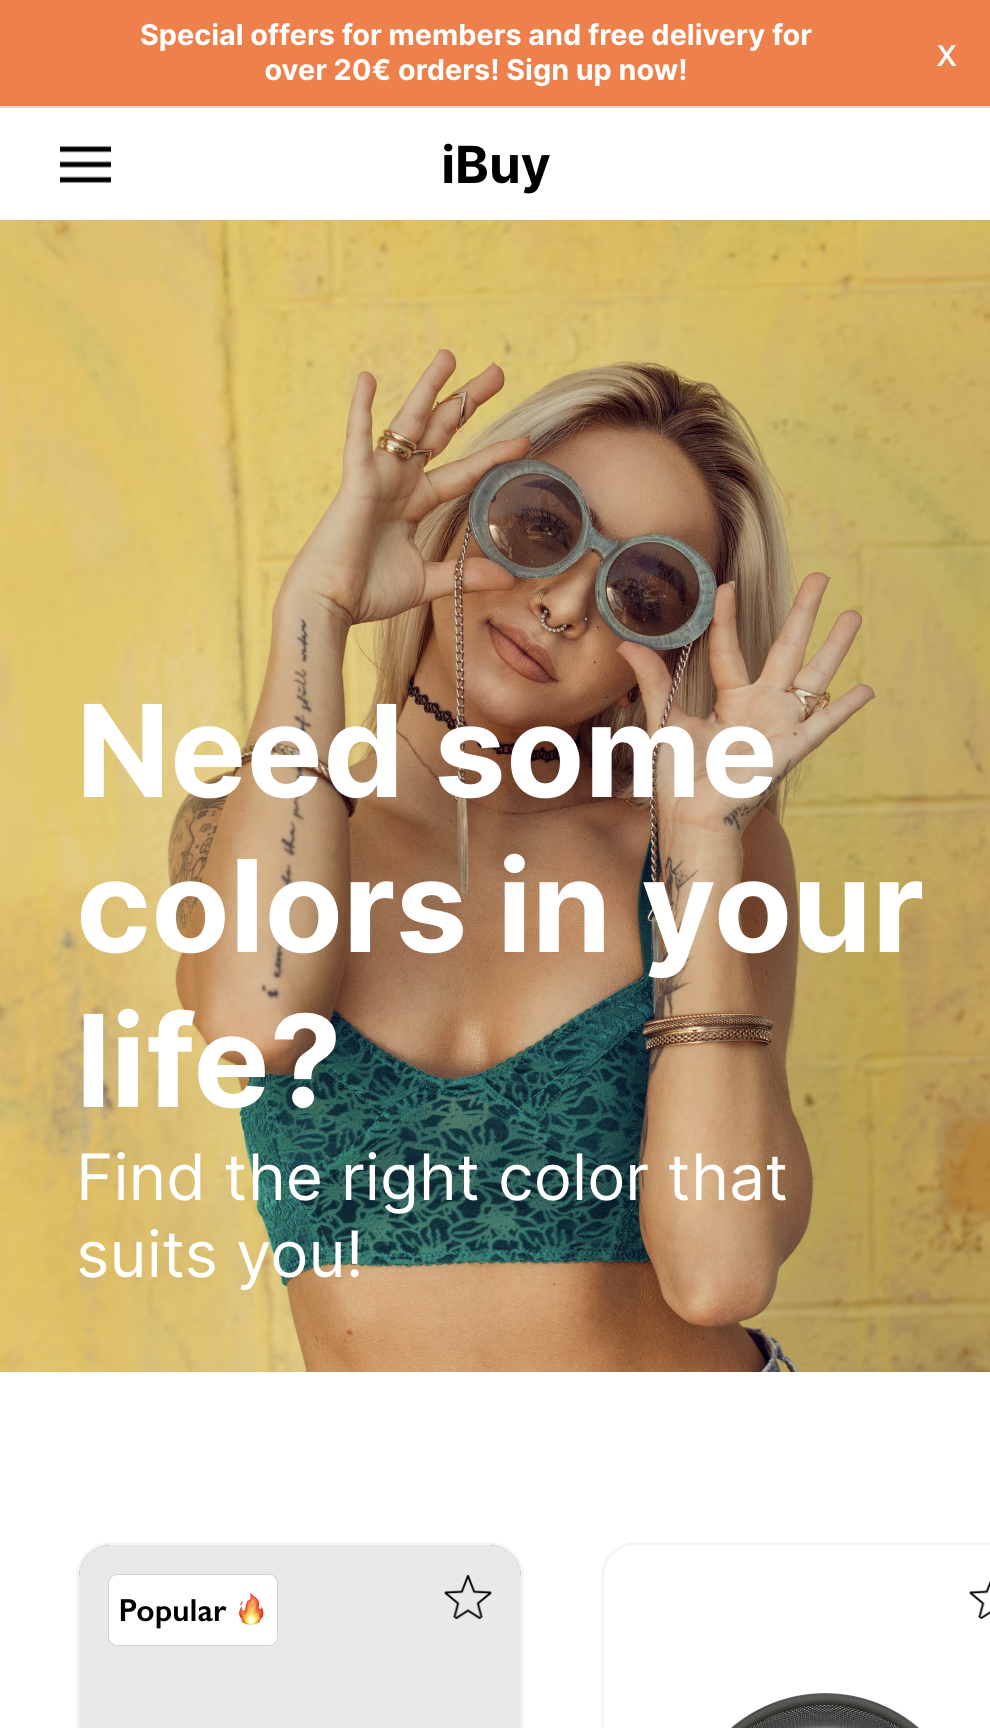 Special offers for members and free delivery for
over 20€ orders! Sign up now!
X
iBuy
Need some
colors in your
life?
Find the right color that
suits you!
Popular 🔥